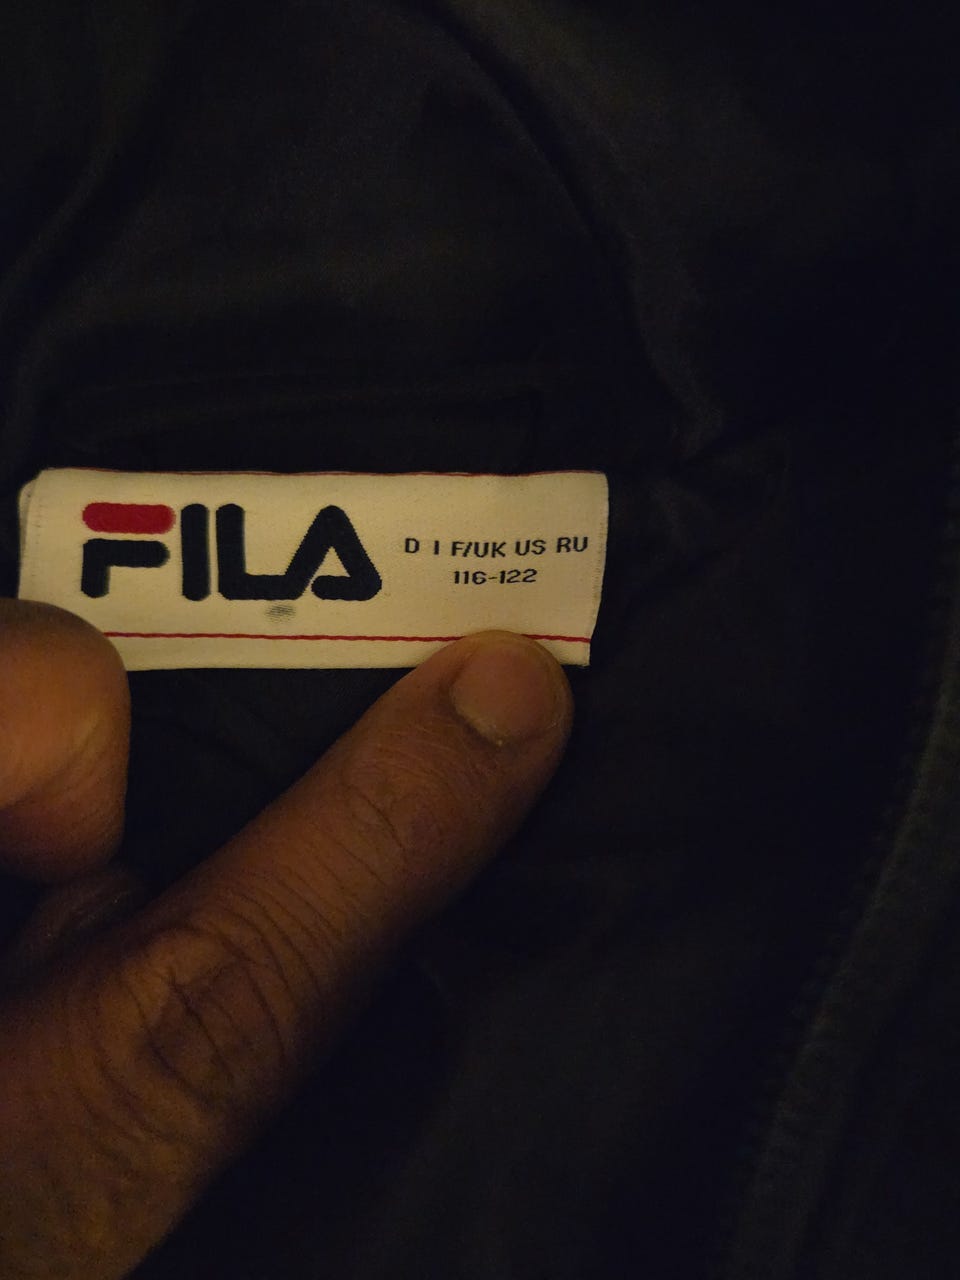 FILA
D I F/UK US RU
116-122